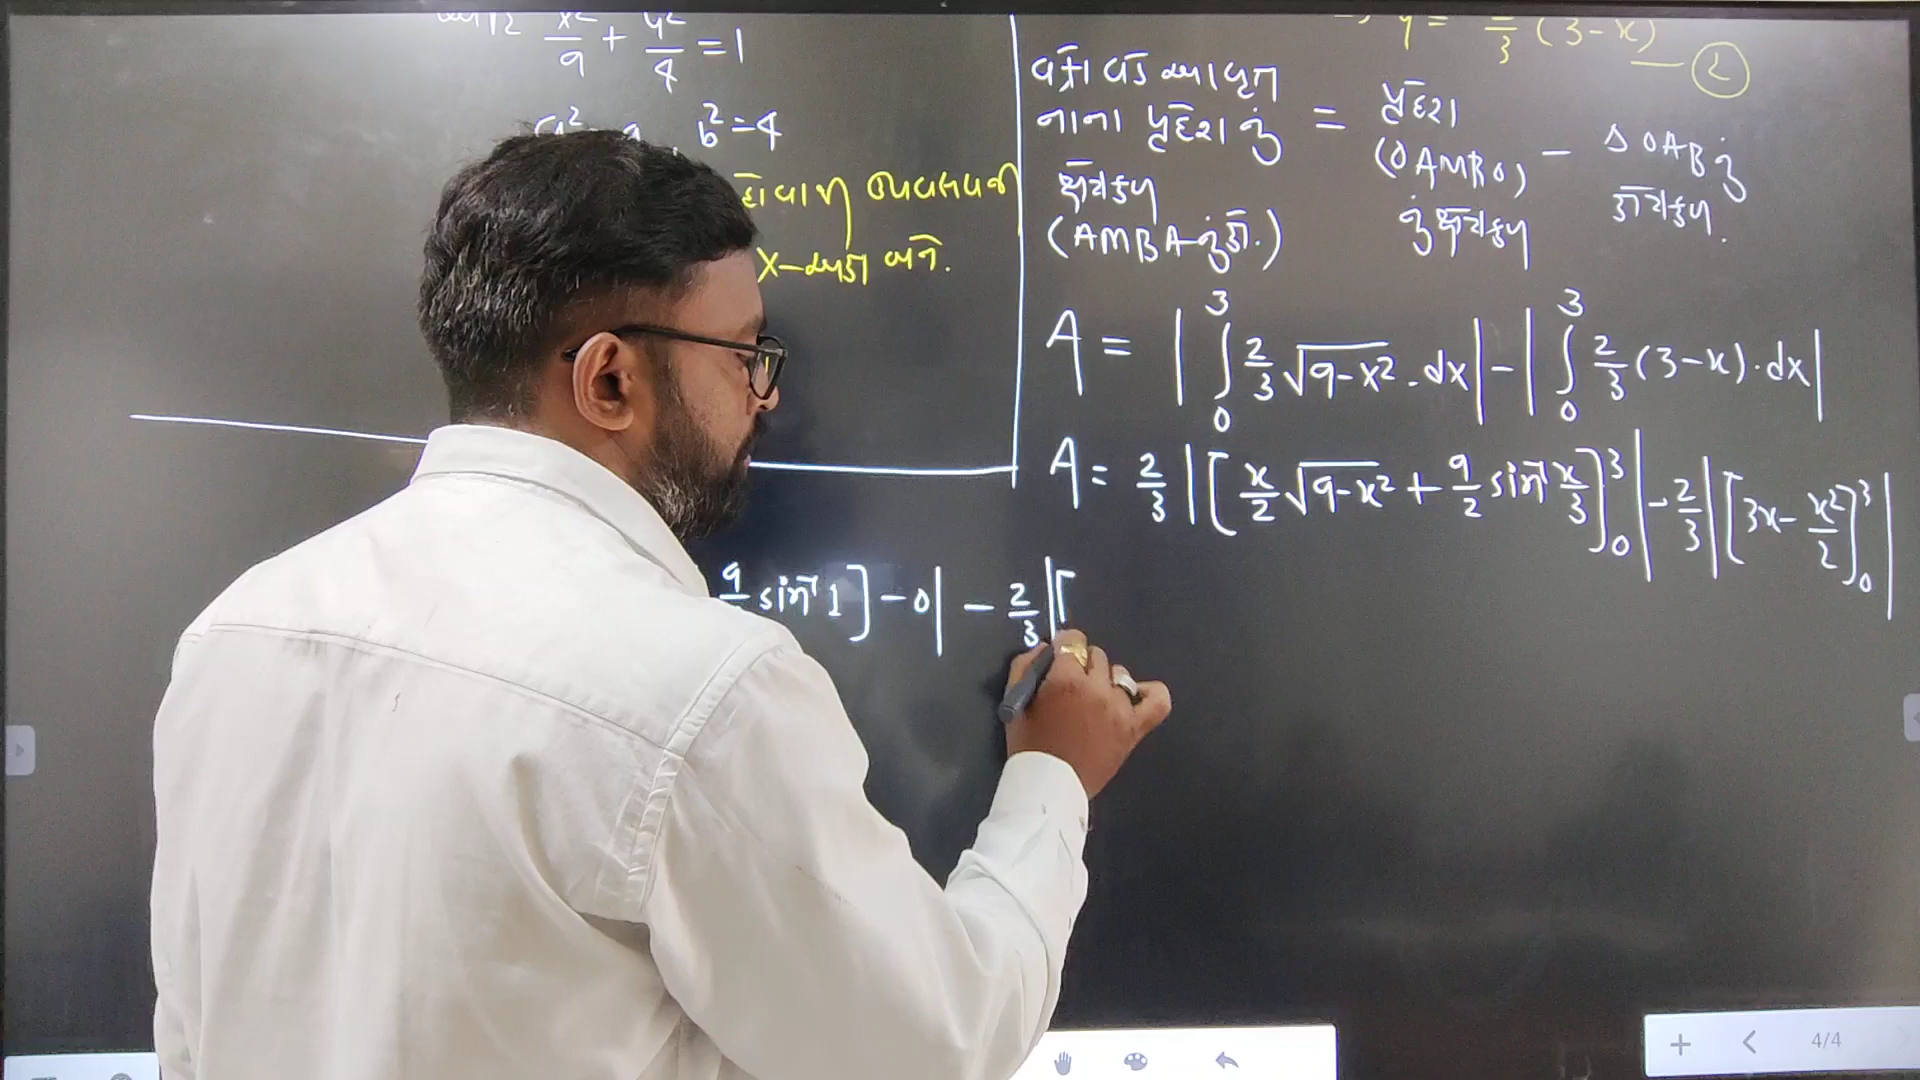 x²/9 + y²/4 = 1
b² = 4
વ્યવસ્થાપન
x-અક્ષ બને.
y = 2/3 (3-x) — (2)
વક્રો વડે આવૃત્ત
નાના પ્રદેશનું
ક્ષેત્રફળ
(AMBA નું ક્ષે.)
=
પ્રદેશ
(OAMBO)
નું ક્ષેત્રફળ
-
Δ OAB નું
ક્ષેત્રફળ.
A = | ∫₀³ 2/3 √(9-x²) . dx | - | ∫₀³ 2/3 (3-x) . dx |
A = 2/3 | [ x/2 √(9-x²) + 9/2 sin⁻¹ x/3 ]₀³ | - 2/3 | [ 3x - x²/2 ]₀³ |
sin⁻¹ 1 ] - 0 | - 2/3 | [
4/4